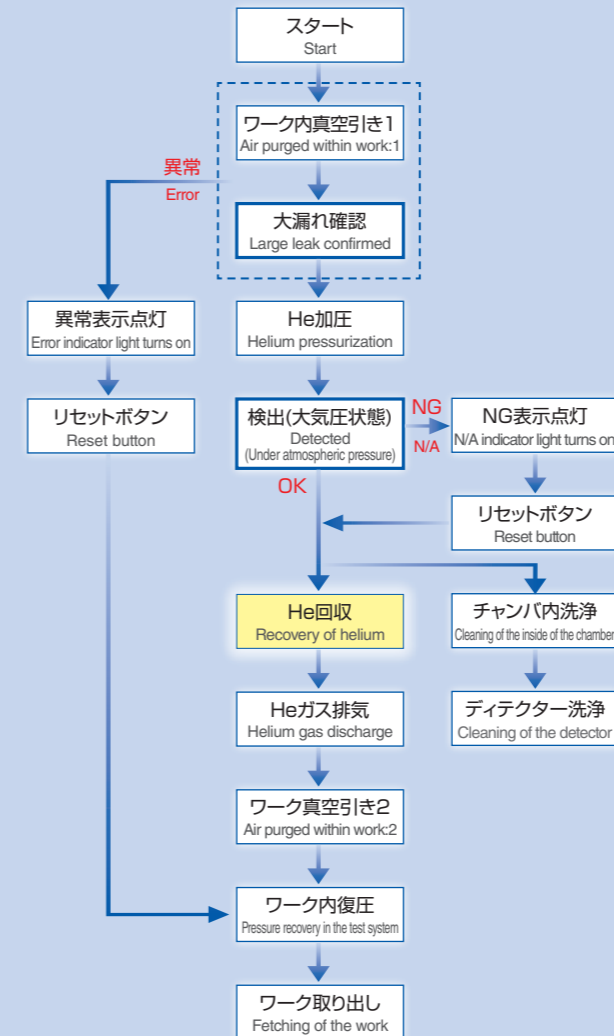 スタート
Start
ワーク内真空引き1
Air purged within work:1
異常
Error
大漏れ確認
Large leak confirmed
異常表示点灯
Error indicator light turns on
He加圧
Helium pressurization
リセットボタン
Reset button
検出(大気圧状態)
Detected
(Under atmospheric pressure)
NG
N/A
NG表示点灯
N/A indicator light turns on
OK
リセットボタン
Reset button
He回収
Recovery of helium
チャンバ内洗浄
Cleaning of the inside of the chamber
Heガス排気
Helium gas discharge
ディテクター洗浄
Cleaning of the detector
ワーク真空引き2
Air purged within work:2
ワーク内復圧
Pressure recovery in the test system
ワーク取り出し
Fetching of the work